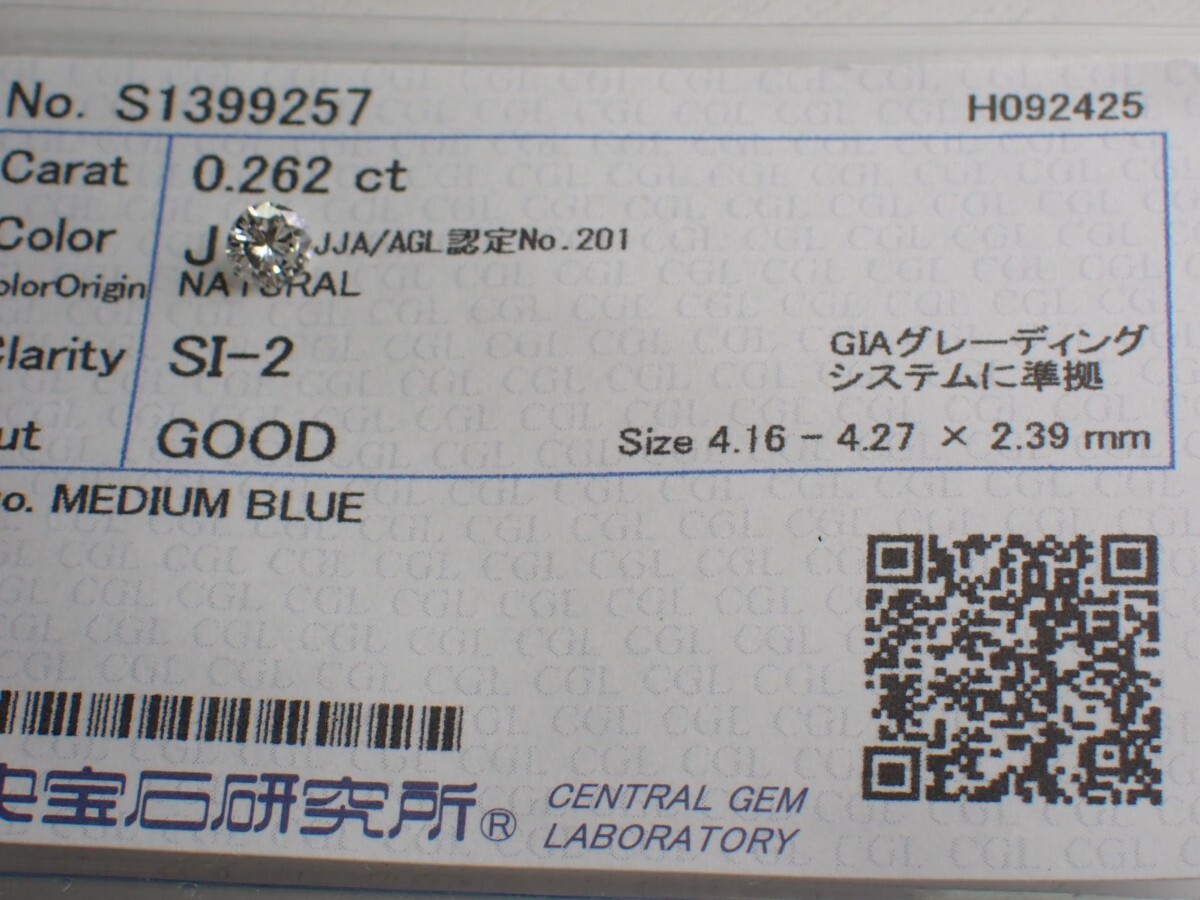 No. S1399257 H092425
Carat 0.262 ct
Color J JJA/AGL認定No.201
olorOrigin NATURAL
Clarity SI-2
GIAグレーディング
システムに準拠
ut GOOD Size 4.16 - 4.27 × 2.39 mm
uo. MEDIUM BLUE
央宝石研究所® CENTRAL GEM
LABORATORY